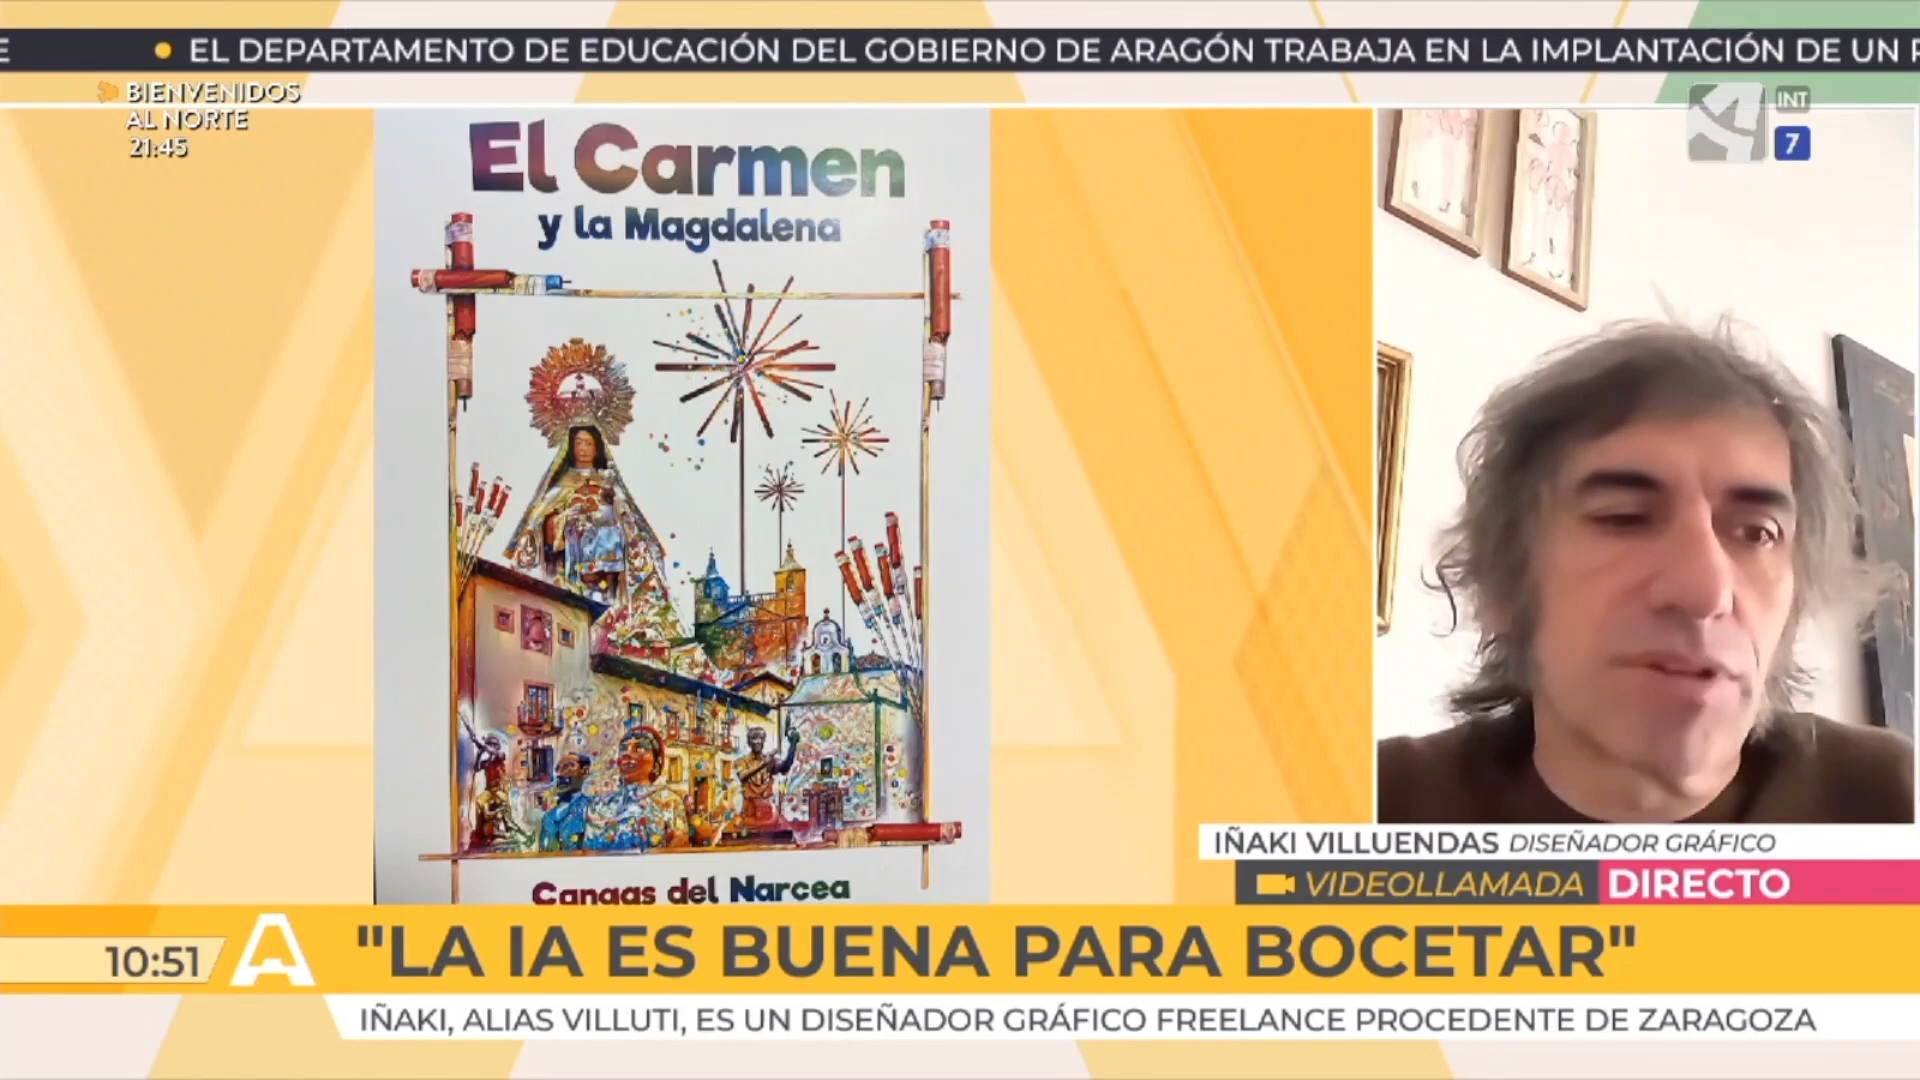 E • EL DEPARTAMENTO DE EDUCACIÓN DEL GOBIERNO DE ARAGÓN TRABAJA EN LA IMPLANTACIÓN DE UN
BIENVENIDOS
AL NORTE
21:45
INT
7
El Carmen
y la Magdalena
Cangas del Narcea
IÑAKI VILLUENDAS DISEÑADOR GRÁFICO
VIDEOLLAMADA DIRECTO
10:51
"LA IA ES BUENA PARA BOCETAR"
IÑAKI, ALIAS VILLUTI, ES UN DISEÑADOR GRÁFICO FREELANCE PROCEDENTE DE ZARAGOZA